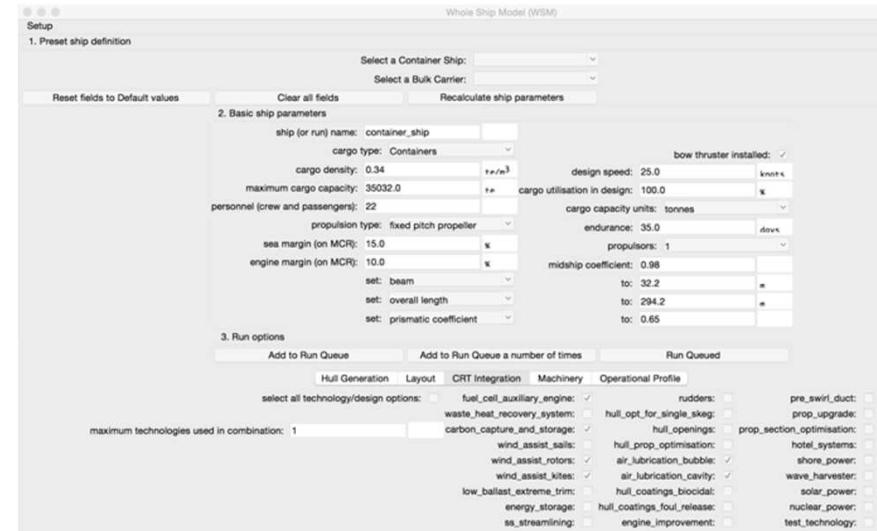 Whole Ship Model (WSM)
Setup
1. Preset ship definition
Select a Container Ship:
Select a Bulk Carrier:
Reset fields to Default values Clear all fields Recalculate ship parameters
2. Basic ship parameters
ship (or run) name: container_ship
cargo type: Containers bow thruster installed: ✓
cargo density: 0.34 te/m³ design speed: 25.0 knots
maximum cargo capacity: 35032.0 te cargo utilisation in design: 100.0 %
personnel (crew and passengers): 22 cargo capacity units: tonnes
propulsion type: fixed pitch propeller endurance: 35.0 days
sea margin (on MCR): 15.0 % propulsors: 1
engine margin (on MCR): 10.0 % midship coefficient: 0.98
set: beam to: 32.2 m
set: overall length to: 294.2 m
set: prismatic coefficient to: 0.65
3. Run options
Add to Run Queue Add to Run Queue a number of times Run Queued
Hull Generation Layout CRT Integration Machinery Operational Profile
select all technology/design options: fuel_cell_auxiliary_engine: ✓ rudders: pre_swirl_duct:
waste_heat_recovery_system: hull_opt_for_single_skeg: prop_upgrade:
maximum technologies used in combination: 1 carbon_capture_and_storage: ✓ hull_openings: prop_section_optimisation:
wind_assist_sails: hull_prop_optimisation: hotel_systems:
wind_assist_rotors: ✓ air_lubrication_bubble: ✓ shore_power:
wind_assist_kites: ✓ air_lubrication_cavity: ✓ wave_harvester:
low_ballast_extreme_trim: hull_coatings_biocidal: solar_power:
energy_storage: hull_coatings_foul_release: nuclear_power:
ss_streamlining: engine_improvement: test_technology: